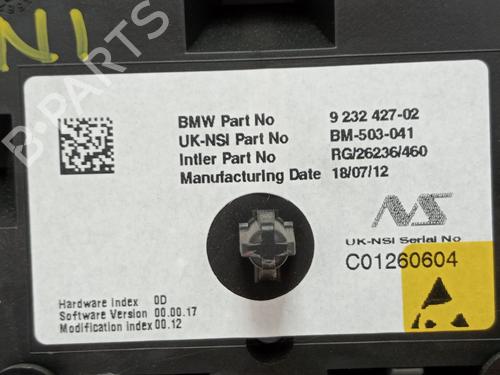 NI
B-PARTS
BMW Part No 9 232 427-02
UK-NSI Part No BM-503-041
Intler Part No RG/26236/460
Manufacturing Date 18/07/12
NS
UK-NSI Serial No
C01260604
Hardware Index 0D
Software Version 00.00.17
Modification index 00.12